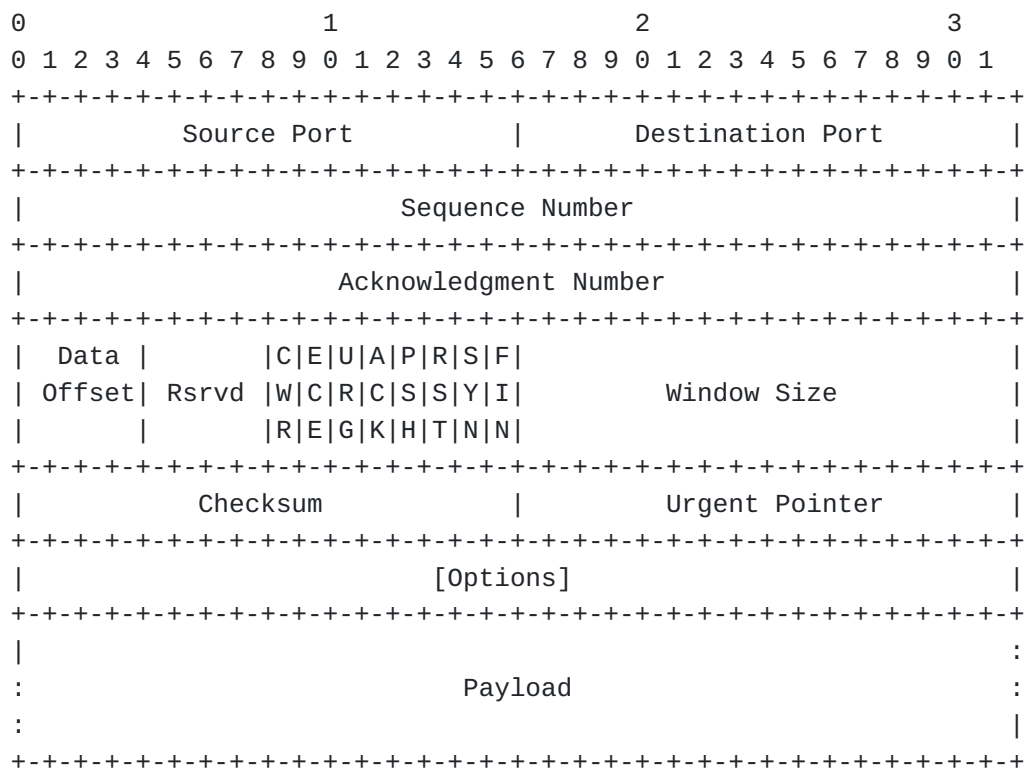 0                   1                   2                   3
0 1 2 3 4 5 6 7 8 9 0 1 2 3 4 5 6 7 8 9 0 1 2 3 4 5 6 7 8 9 0 1
+-+-+-+-+-+-+-+-+-+-+-+-+-+-+-+-+-+-+-+-+-+-+-+-+-+-+-+-+-+-+-+-+
|          Source Port          |       Destination Port        |
+-+-+-+-+-+-+-+-+-+-+-+-+-+-+-+-+-+-+-+-+-+-+-+-+-+-+-+-+-+-+-+-+
|                        Sequence Number                        |
+-+-+-+-+-+-+-+-+-+-+-+-+-+-+-+-+-+-+-+-+-+-+-+-+-+-+-+-+-+-+-+-+
|                    Acknowledgment Number                      |
+-+-+-+-+-+-+-+-+-+-+-+-+-+-+-+-+-+-+-+-+-+-+-+-+-+-+-+-+-+-+-+-+
|  Data |       |C|E|U|A|P|R|S|F|                               |
| Offset| Rsrvd |W|C|R|C|S|S|Y|I|         Window Size           |
|       |       |R|E|G|K|H|T|N|N|                               |
+-+-+-+-+-+-+-+-+-+-+-+-+-+-+-+-+-+-+-+-+-+-+-+-+-+-+-+-+-+-+-+-+
|           Checksum            |         Urgent Pointer        |
+-+-+-+-+-+-+-+-+-+-+-+-+-+-+-+-+-+-+-+-+-+-+-+-+-+-+-+-+-+-+-+-+
|                          [Options]                            |
+-+-+-+-+-+-+-+-+-+-+-+-+-+-+-+-+-+-+-+-+-+-+-+-+-+-+-+-+-+-+-+-+
|                                                               :
:                            Payload                            :
:                                                               |
+-+-+-+-+-+-+-+-+-+-+-+-+-+-+-+-+-+-+-+-+-+-+-+-+-+-+-+-+-+-+-+-+